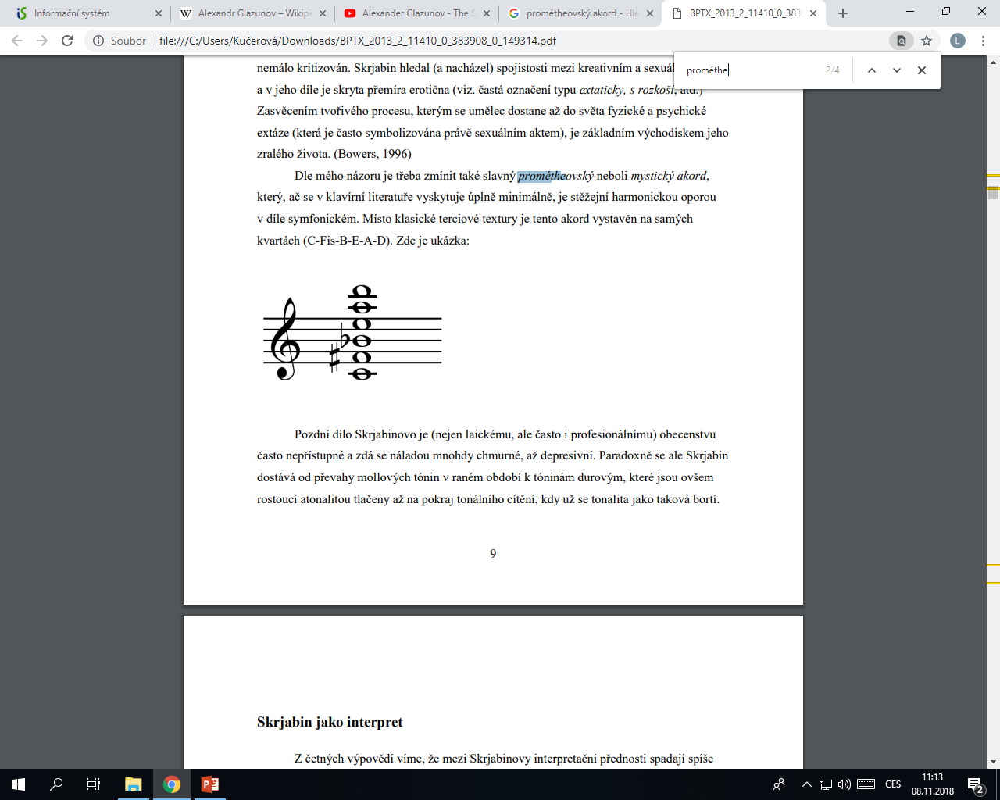 Informační systém
Alexandr Glazunov – Wikipe
Alexander Glazunov - The S
prométheovský akord - Hle
BPTX_2013_2_11410_0_383
Soubor
file:///C:/Users/Kučerová/Downloads/BPTX_2013_2_11410_0_383908_0_149314.pdf
L
prométhe
2/4
nemálo kritizován. Skrjabin hledal (a nacházel) spojistosti mezi kreativním a sexuál
a v jeho díle je skryta přemíra erotična (viz. častá označení typu extaticky, s rozkoší, atd.)
Zasvěcením tvořivého procesu, kterým se umělec dostane až do světa fyzické a psychické
extáze (která je často symbolizována právě sexuálním aktem), je základním východiskem jeho
zralého života. (Bowers, 1996)
Dle mého názoru je třeba zmínit také slavný prométheovský neboli mystický akord,
který, ač se v klavírní literatuře vyskytuje úplně minimálně, je stěžejní harmonickou oporou
v díle symfonickém. Místo klasické terciové textury je tento akord vystavěn na samých
kvartách (C-Fis-B-E-A-D). Zde je ukázka:
Pozdní dílo Skrjabinovo je (nejen laickému, ale často i profesionálnímu) obecenstvu
často nepřístupné a zdá se náladou mnohdy chmurné, až depresivní. Paradoxně se ale Skrjabin
dostává od převahy mollových tónin v raném období k tóninám durovým, které jsou ovšem
rostoucí atonalitou tlačeny až na pokraj tonálního cítění, kdy už se tonalita jako taková bortí.
9
Skrjabin jako interpret
Z četných výpovědí víme, že mezi Skrjabinovy interpretační přednosti spadají spíše
CES
11:13
08.11.2018
2